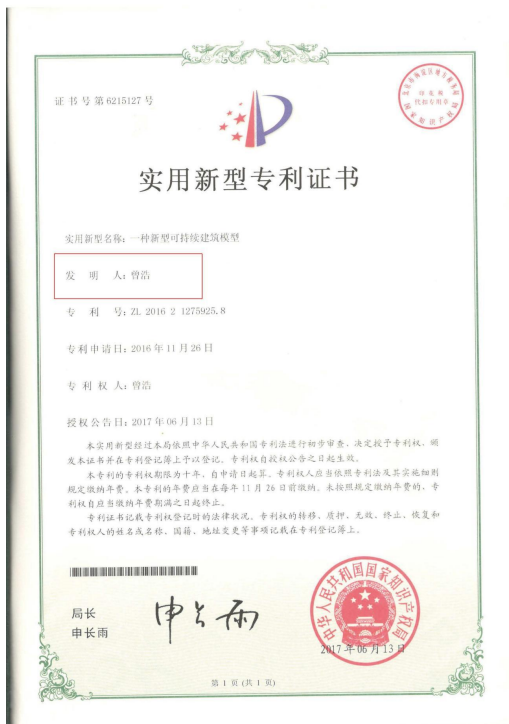 证书号第6215127号
实用新型专利证书
实用新型名称：一种新型可持续建筑模型
发明人：曾浩
专利号：ZL 2016 2 1275925.8
专利申请日：2016年11月26日
专利权人：曾浩
授权公告日：2017年06月13日
本实用新型经过本局依照中华人民共和国专利法进行初步审查，决定授予专利权，颁
发本证书并在专利登记簿上予以登记。专利权自授权公告之日起生效。
本专利的专利权期限为十年，自申请日起算。专利权人应当依照专利法及其实施细则
规定缴纳年费。本专利的年费应当在每年11月26日前缴纳。未按照规定缴纳年费的，专
利权自应当缴纳年费期满之日起终止。
专利证书记载专利权登记时的法律状况。专利权的转移、质押、无效、终止、恢复和
专利权人的姓名或名称、国籍、地址变更等事项记载在专利登记簿上。
局长
申长雨
申长雨
中华人民共和国国家知识产权局
2017年06月13日
第1页(共1页)